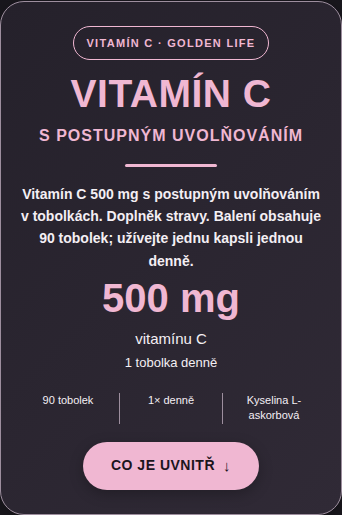 VITAMÍN C · GOLDEN LIFE
VITAMÍN C
S POSTUPNÝM UVOLŇOVÁNÍM
Vitamín C 500 mg s postupným uvolňováním
v tobolkách. Doplněk stravy. Balení obsahuje
90 tobolek; užívejte jednu kapsli jednou
denně.
500 mg
vitamínu C
1 tobolka denně
90 tobolek
1× denně
Kyselina L-
askorbová
CO JE UVNITŘ ↓